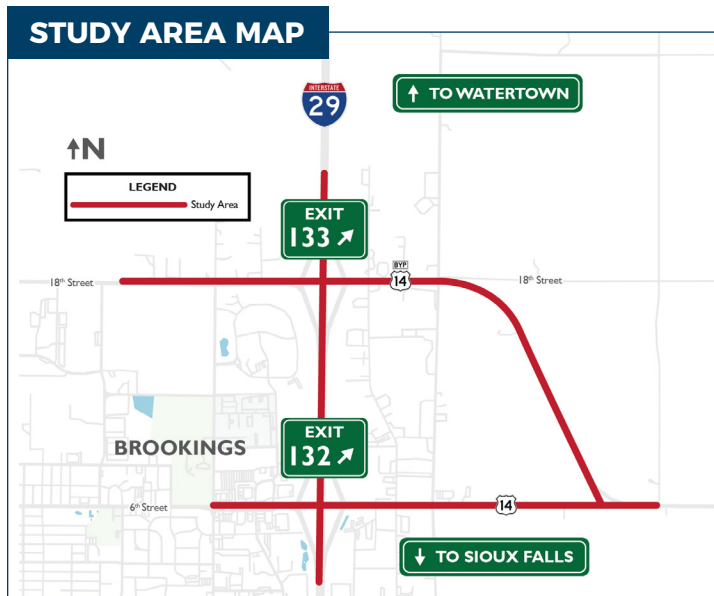 STUDY AREA MAP
INTERSTATE
29
↑ TO WATERTOWN
↑N
LEGEND
Study Area
EXIT
133 ↗
BYP
14
18th Street
18th Street
EXIT
132 ↗
BROOKINGS
6th Street
14
↓ TO SIOUX FALLS